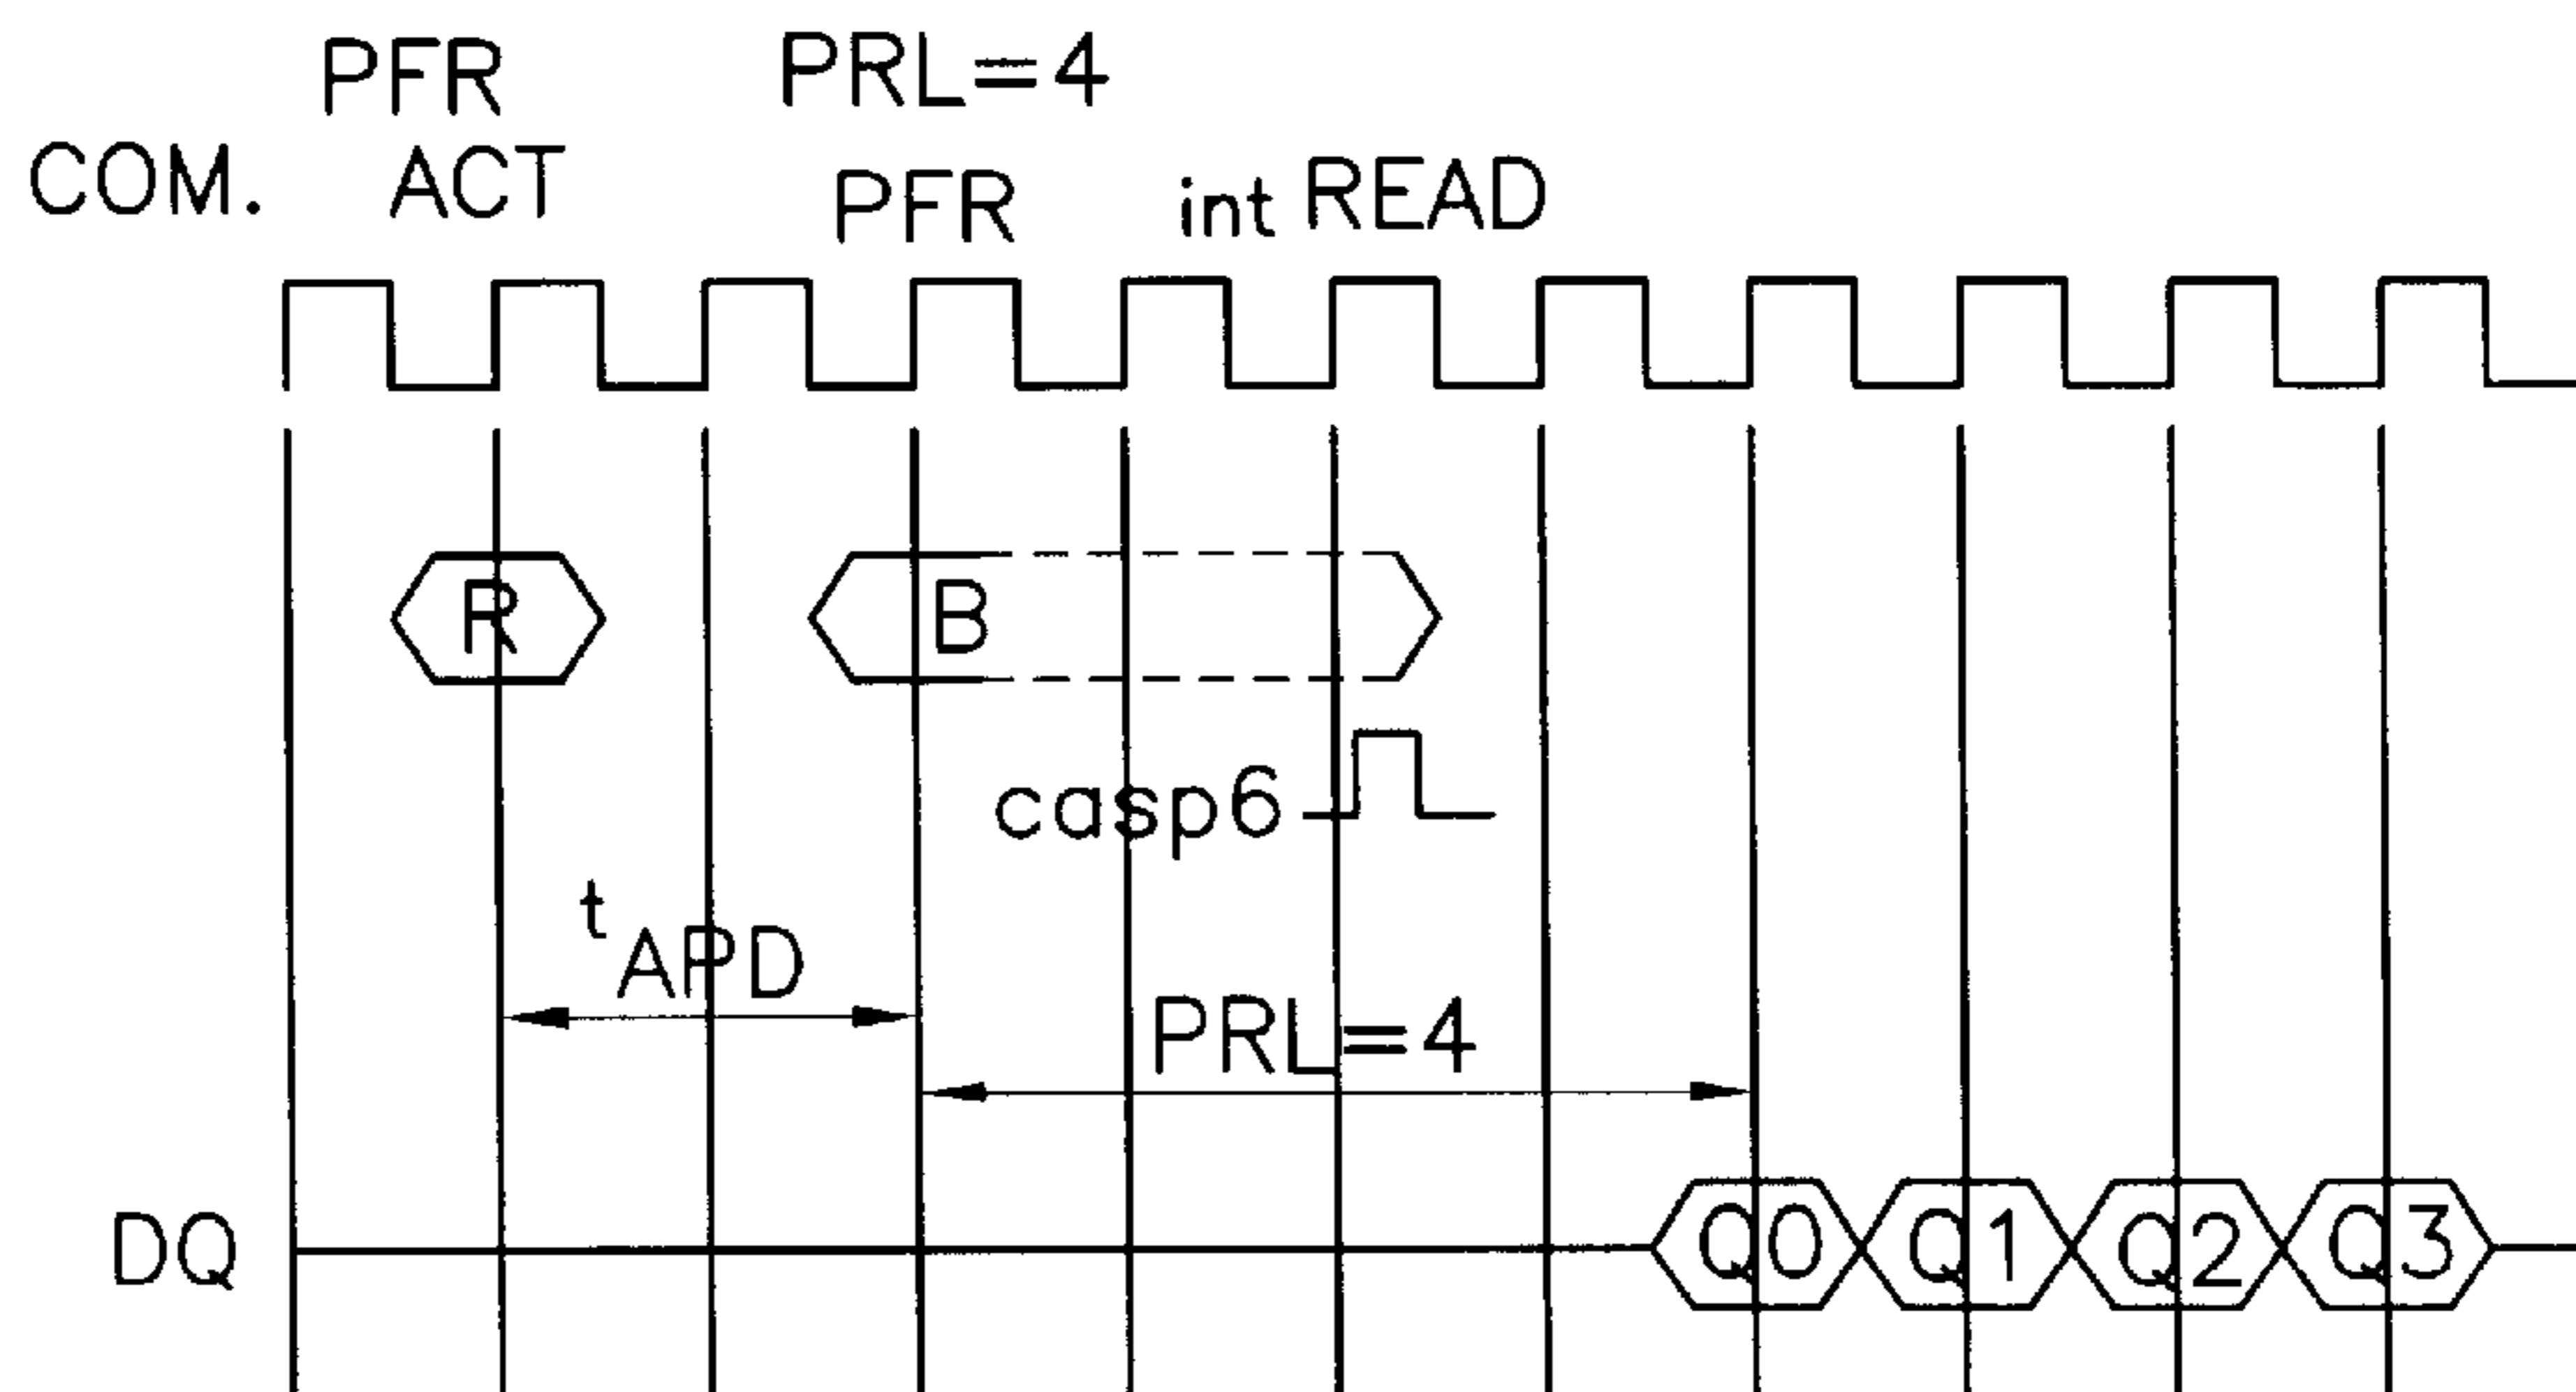 PFR PRL=4
COM. ACT PFR int READ
R B
casp6
tAPD
PRL=4
DQ Q0 Q1 Q2 Q3